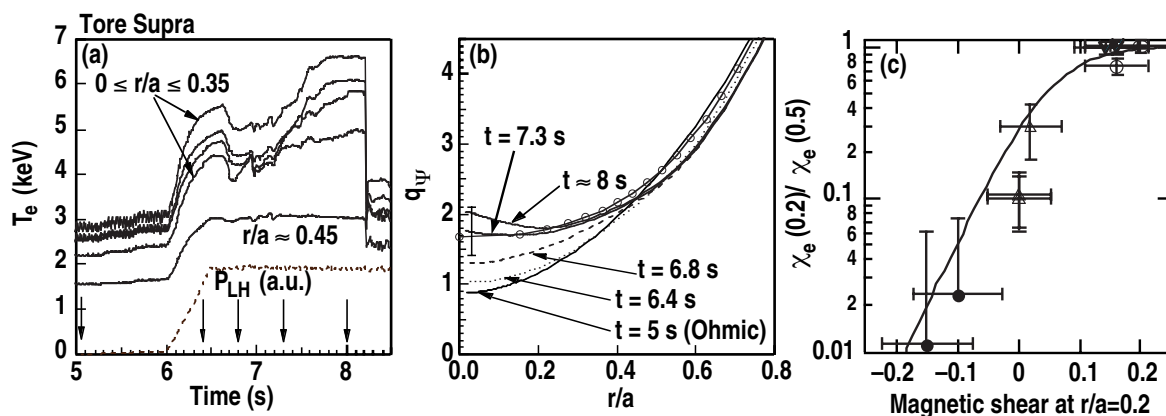 Tore Supra
(a)
7
6
5
4
3
2
1
0
T_e (keV)
0 ≤ r/a ≤ 0.35
r/a ≈ 0.45
P_LH (a.u.)
5 6 7 8
Time (s)
(b)
4
3
2
1
0
q_Ψ
t = 7.3 s
t ≈ 8 s
t = 6.8 s
t = 6.4 s
t = 5 s (Ohmic)
0.0 0.2 0.4 0.6 0.8
r/a
(c)
1
8
6
4
2
0.1
8
6
4
2
0.01
χ_e (0.2)/ χ_e (0.5)
−0.2 −0.1 0 0.1 0.2
Magnetic shear at r/a=0.2